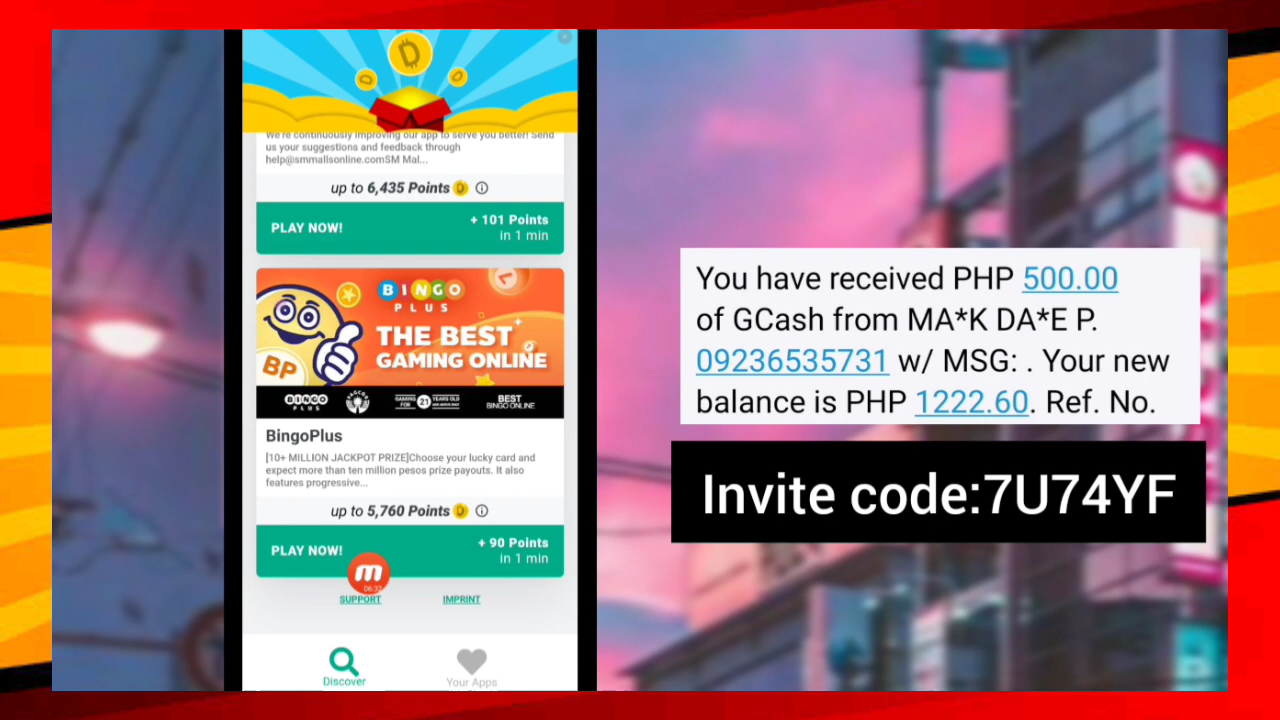 We're continuously improving our app to serve you better! Send
us your suggestions and feedback through
help@smmallsonline.comSM Mal...
up to 6,435 Points
PLAY NOW!
+ 101 Points
in 1 min
BINGO
PLUS
THE BEST
GAMING ONLINE
BP
BINGO
PLUS
PAGCOR
GAMING
FOR
21
YEARS OLD
AND ABOVE ONLY
BEST
BINGO ONLINE
BingoPlus
[10+ MILLION JACKPOT PRIZE]Choose your lucky card and
expect more than ten million pesos prize payouts. It also
features progressive...
up to 5,760 Points
PLAY NOW!
+ 90 Points
in 1 min
SUPPORT
IMPRINT
Discover
Your Apps
You have received PHP 500.00
of GCash from MA*K DA*E P.
09236535731 w/ MSG: . Your new
balance is PHP 1222.60. Ref. No.
Invite code:7U74YF